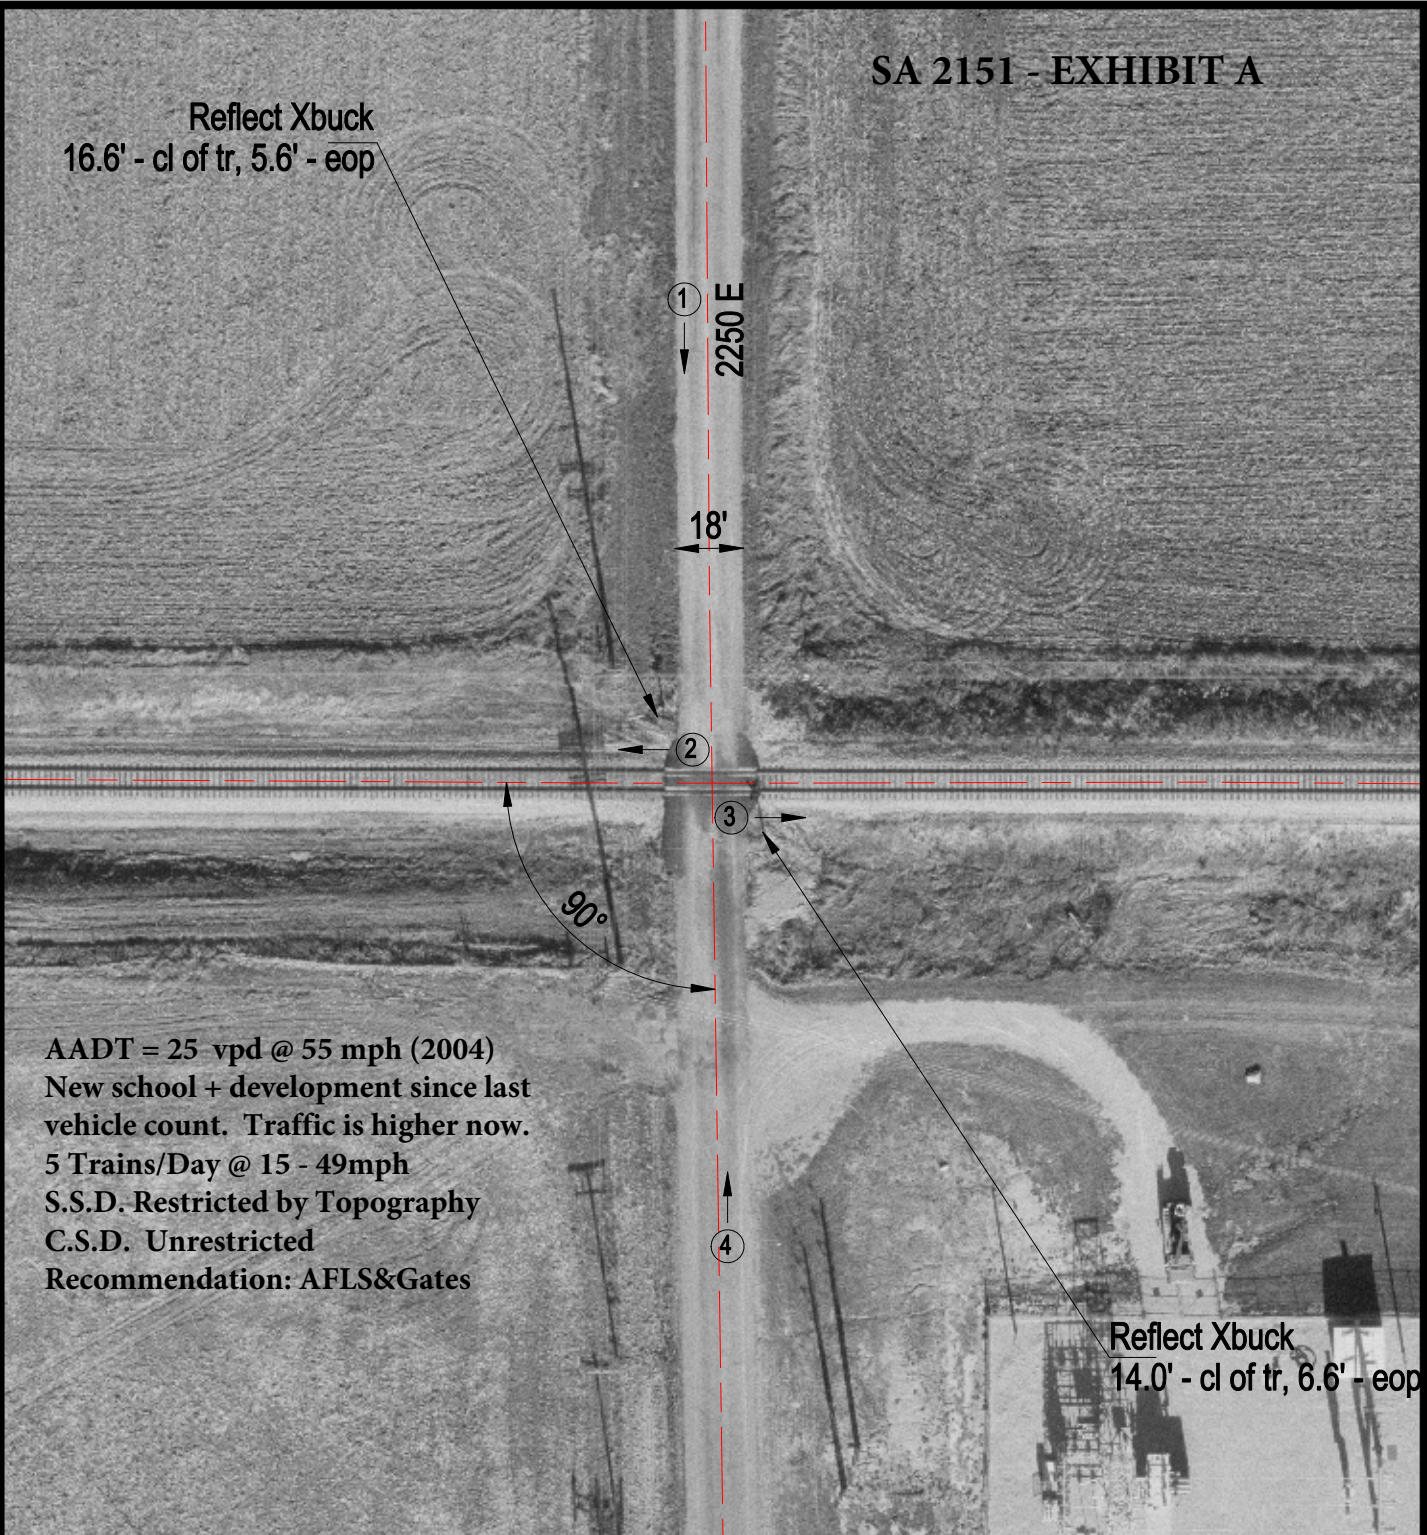 SA 2151 - EXHIBIT A
Reflect Xbuck
16.6' - cl of tr, 5.6' - eop
1
2250 E
18'
2
3
90°
AADT = 25 vpd @ 55 mph (2004)
New school + development since last
vehicle count. Traffic is higher now.
5 Trains/Day @ 15 - 49mph
S.S.D. Restricted by Topography
C.S.D. Unrestricted
Recommendation: AFLS&Gates
4
Reflect Xbuck
14.0' - cl of tr, 6.6' - eop